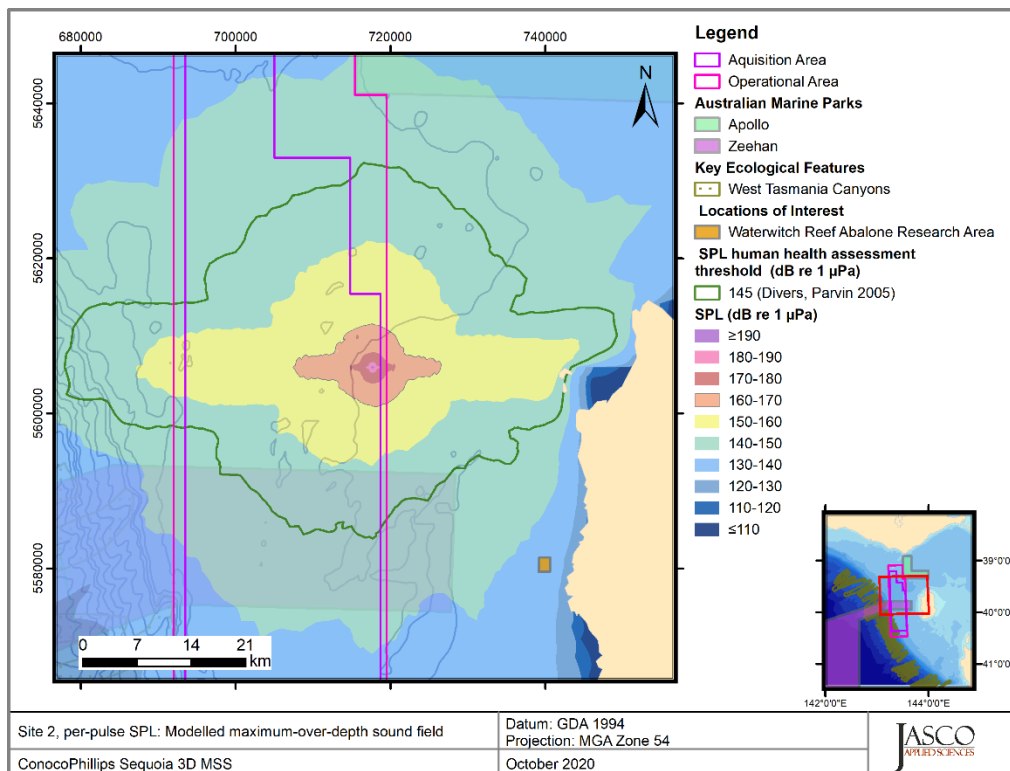 680000 700000 720000 740000
5640000
5620000
5600000
5580000
N
0 7 14 21
km
Legend
Aquisition Area
Operational Area
Australian Marine Parks
Apollo
Zeehan
Key Ecological Features
West Tasmania Canyons
Locations of Interest
Waterwitch Reef Abalone Research Area
SPL human health assessment
threshold (dB re 1 µPa)
145 (Divers, Parvin 2005)
SPL (dB re 1 µPa)
≥190
180-190
170-180
160-170
150-160
140-150
130-140
120-130
110-120
≤110
39°0'0"
40°0'0"
41°0'0"
142°0'0"E 144°0'0"E
Site 2, per-pulse SPL: Modelled maximum-over-depth sound field
Datum: GDA 1994
Projection: MGA Zone 54
ConocoPhillips Sequoia 3D MSS
October 2020
JASCO
APPLIED SCIENCES